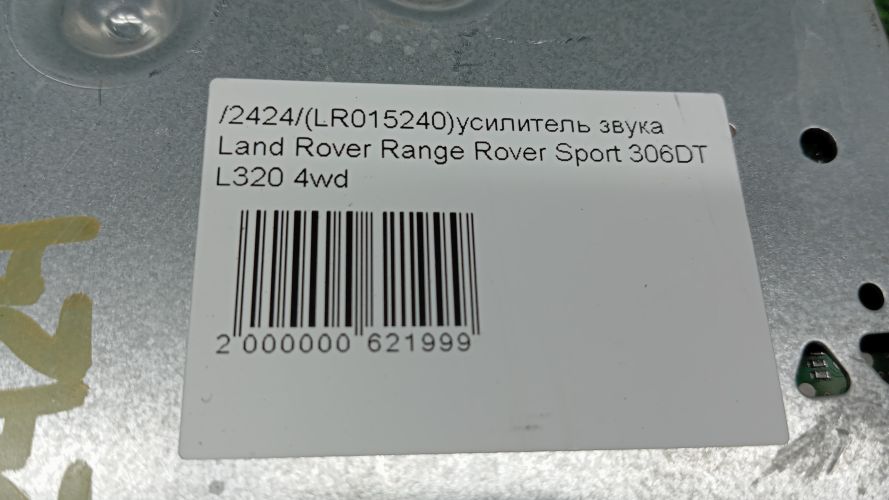 /2424/(LR015240)усилитель звука
Land Rover Range Rover Sport 306DT
L320 4wd
2 000000 621999